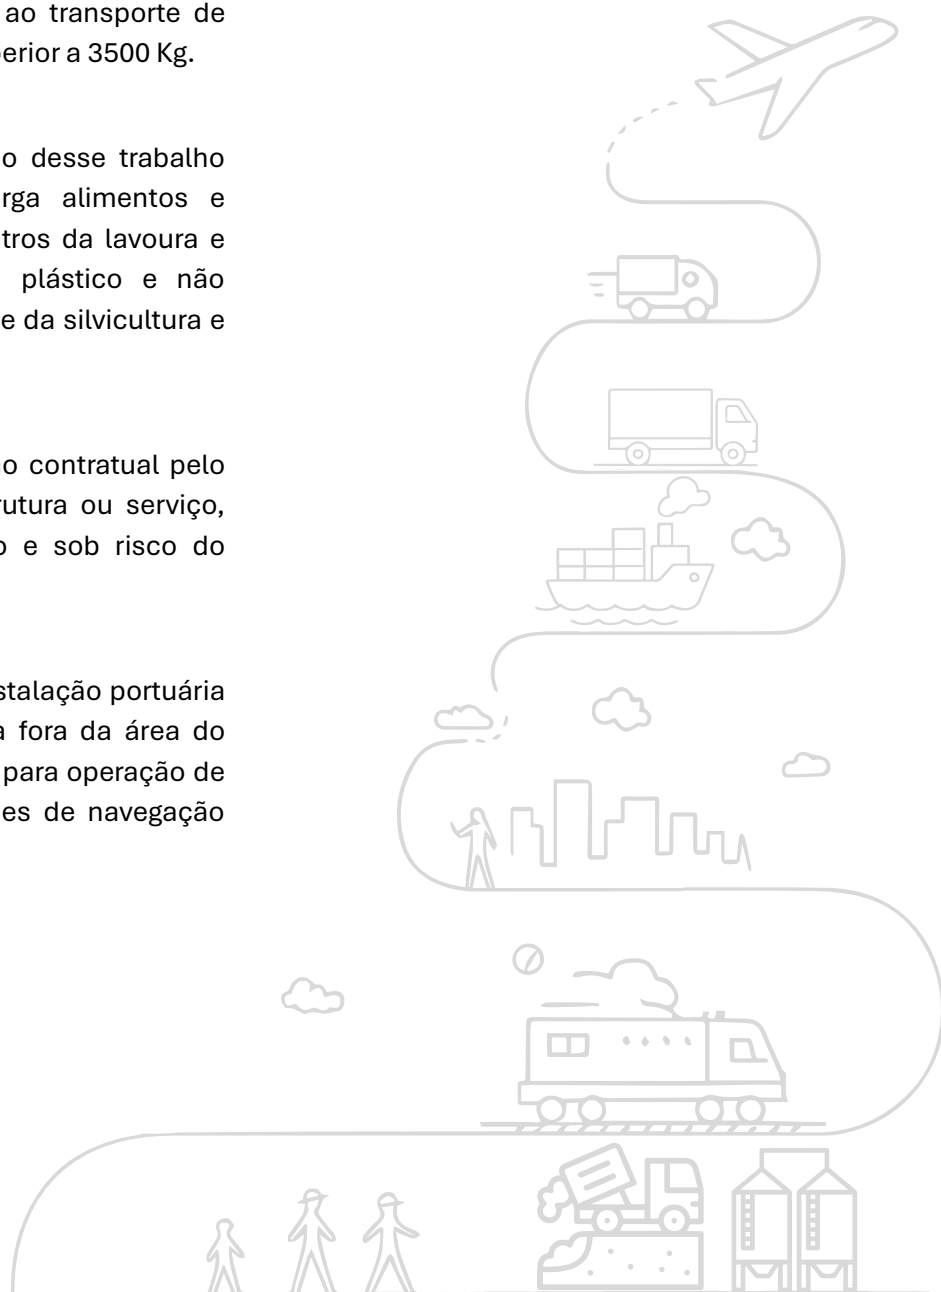 ao transporte de
erior a 3500 Kg.
o desse trabalho
rga alimentos e
tros da lavoura e
plástico e não
e da silvicultura e
o contratual pelo
rutura ou serviço,
o e sob risco do
stalação portuária
a fora da área do
para operação de
es de navegação